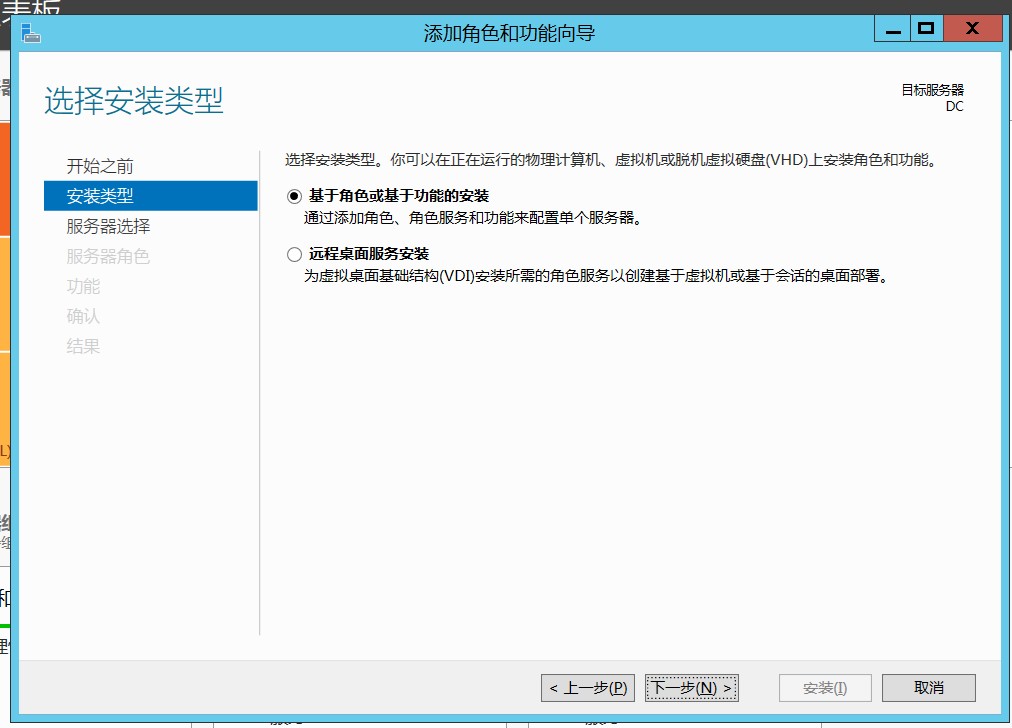 表板
添加角色和功能向导
选择安装类型
目标服务器
DC
开始之前
安装类型
服务器选择
服务器角色
功能
确认
结果
选择安装类型。你可以在正在运行的物理计算机、虚拟机或脱机虚拟硬盘(VHD)上安装角色和功能。
基于角色或基于功能的安装
通过添加角色、角色服务和功能来配置单个服务器。
远程桌面服务安装
为虚拟桌面基础结构(VDI)安装所需的角色服务以创建基于虚拟机或基于会话的桌面部署。
L)
和
< 上一步(P)
下一步(N) >
安装(I)
取消